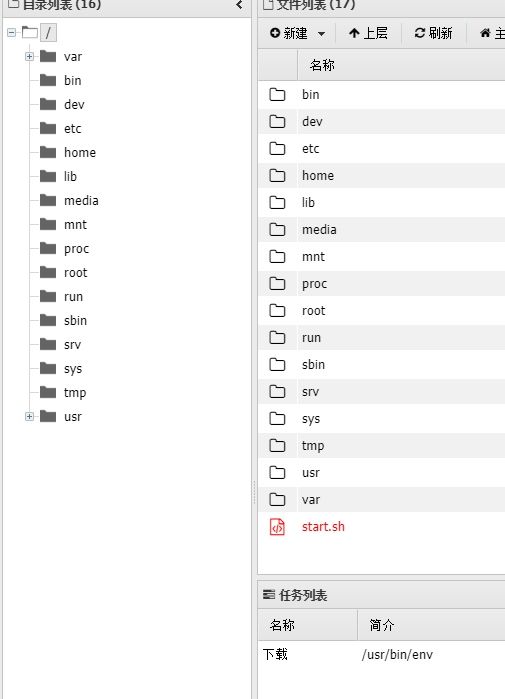 目录列表 (16)
/
var
bin
dev
etc
home
lib
media
mnt
proc
root
run
sbin
srv
sys
tmp
usr
文件列表 (17)
新建 上层 刷新 主
名称
bin
dev
etc
home
lib
media
mnt
proc
root
run
sbin
srv
sys
tmp
usr
var
start.sh
任务列表
名称 简介
下载 /usr/bin/env